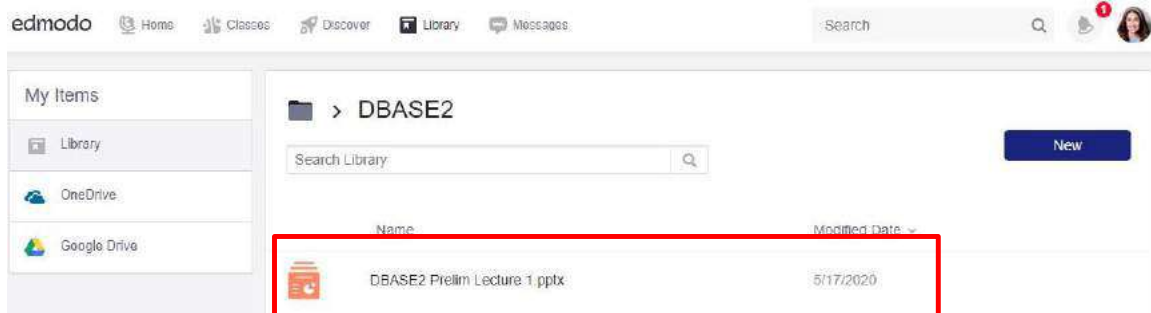 edmodo Home Classes Discover Library Messages Search 1
My Items
> DBASE2
Library
New
Search Library
OneDrive
Name Modified Date
Google Drive
DBASE2 Prelim Lecture 1.pptx 5/17/2020